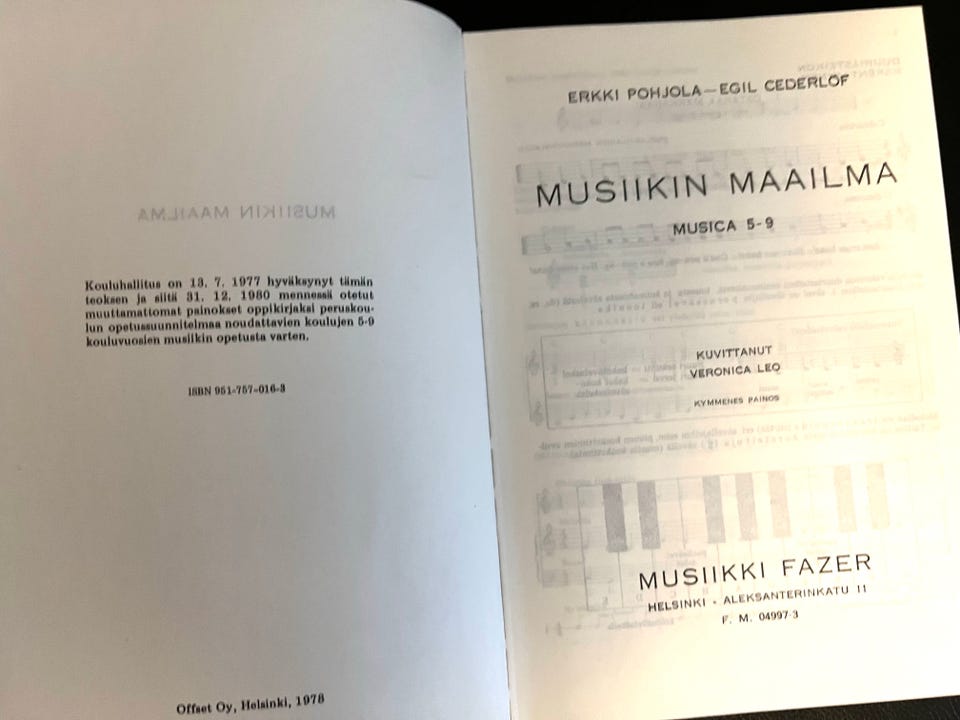 Kouluhallitus on 13. 7. 1977 hyväksynyt tämän
teoksen ja siitä 31. 12. 1980 mennessä otetut
muuttamattomat painokset oppikirjaksi peruskou-
lun opetussuunnitelmaa noudattavien koulujen 5-9
kouluvuosien musiikin opetusta varten.
ISBN 951-757-016-3
Offset Oy, Helsinki, 1978
ERKKI POHJOLA — EGIL CEDERLÖF
MUSIIKIN MAAILMA
MUSICA 5-9
KUVITTANUT
VERONICA LEO
KYMMENES PAINOS
MUSIIKKI FAZER
HELSINKI - ALEKSANTERINKATU 11
F. M. 04997-3